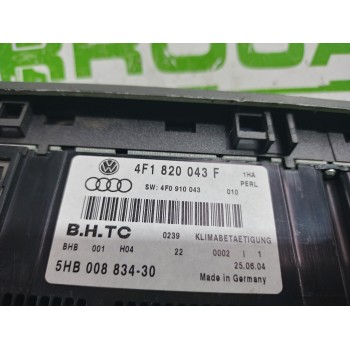 4F1 820 043 F
1HA
SW: 4F0 910 043
010
PERL
B.H.TC
0239
KLIMABETAETIGUNG
BHB 001 H04
22
0002 | 1
25.06.04
5HB 008 834-30
Made in Germany